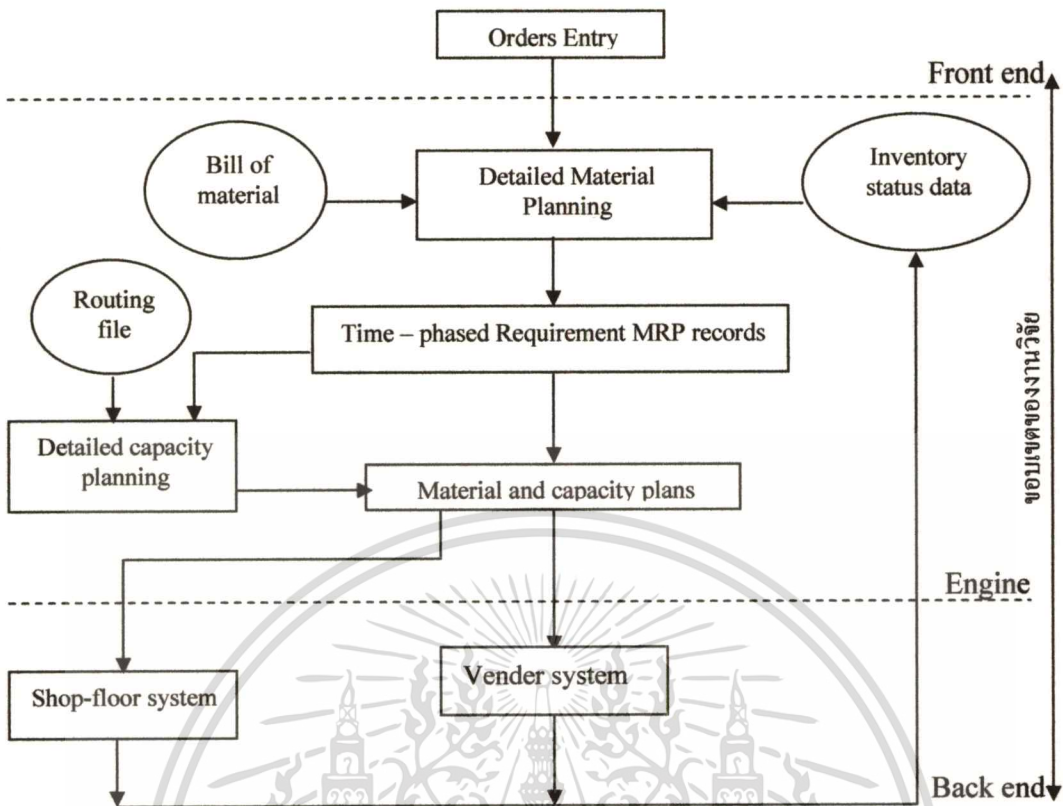 Orders Entry
Front end
Bill of
material
Detailed Material
Planning
Inventory
status data
Routing
file
Time – phased Requirement MRP records
Detailed capacity
planning
Material and capacity plans
Engine
Shop-floor system
Vender system
Back end